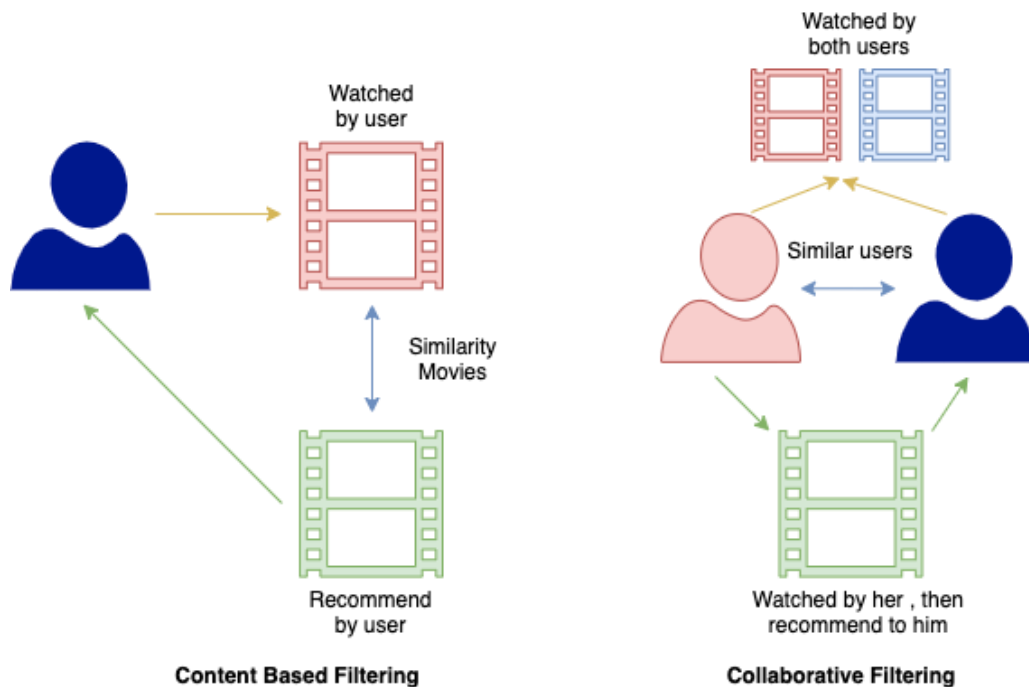 Watched
by user
Similarity
Movies
Recommend
by user
Content Based Filtering
Watched by
both users
Similar users
Watched by her , then
recommend to him
Collaborative Filtering